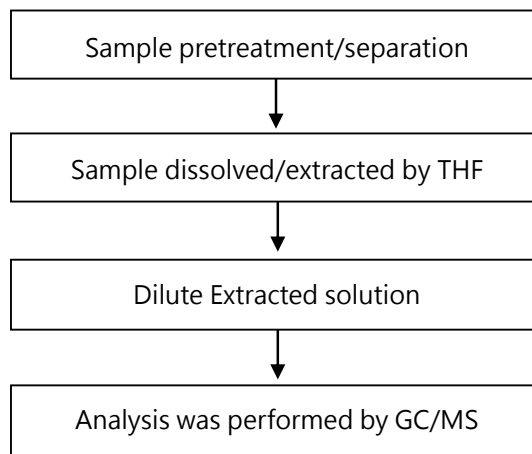 Sample pretreatment/separation
Sample dissolved/extracted by THF
Dilute Extracted solution
Analysis was performed by GC/MS